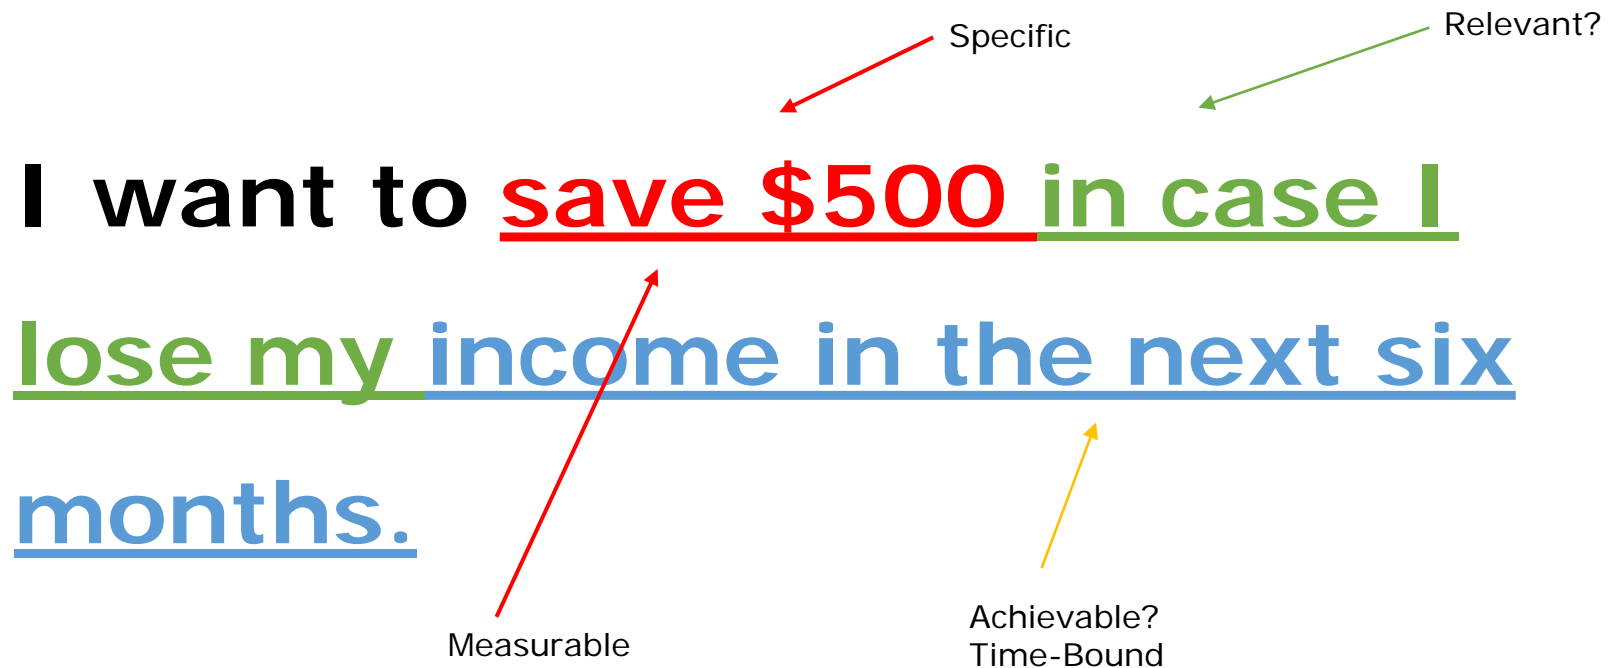 Specific
Relevant?
I want to save $500 in case I
lose my income in the next six
months.
Measurable
Achievable?
Time-Bound